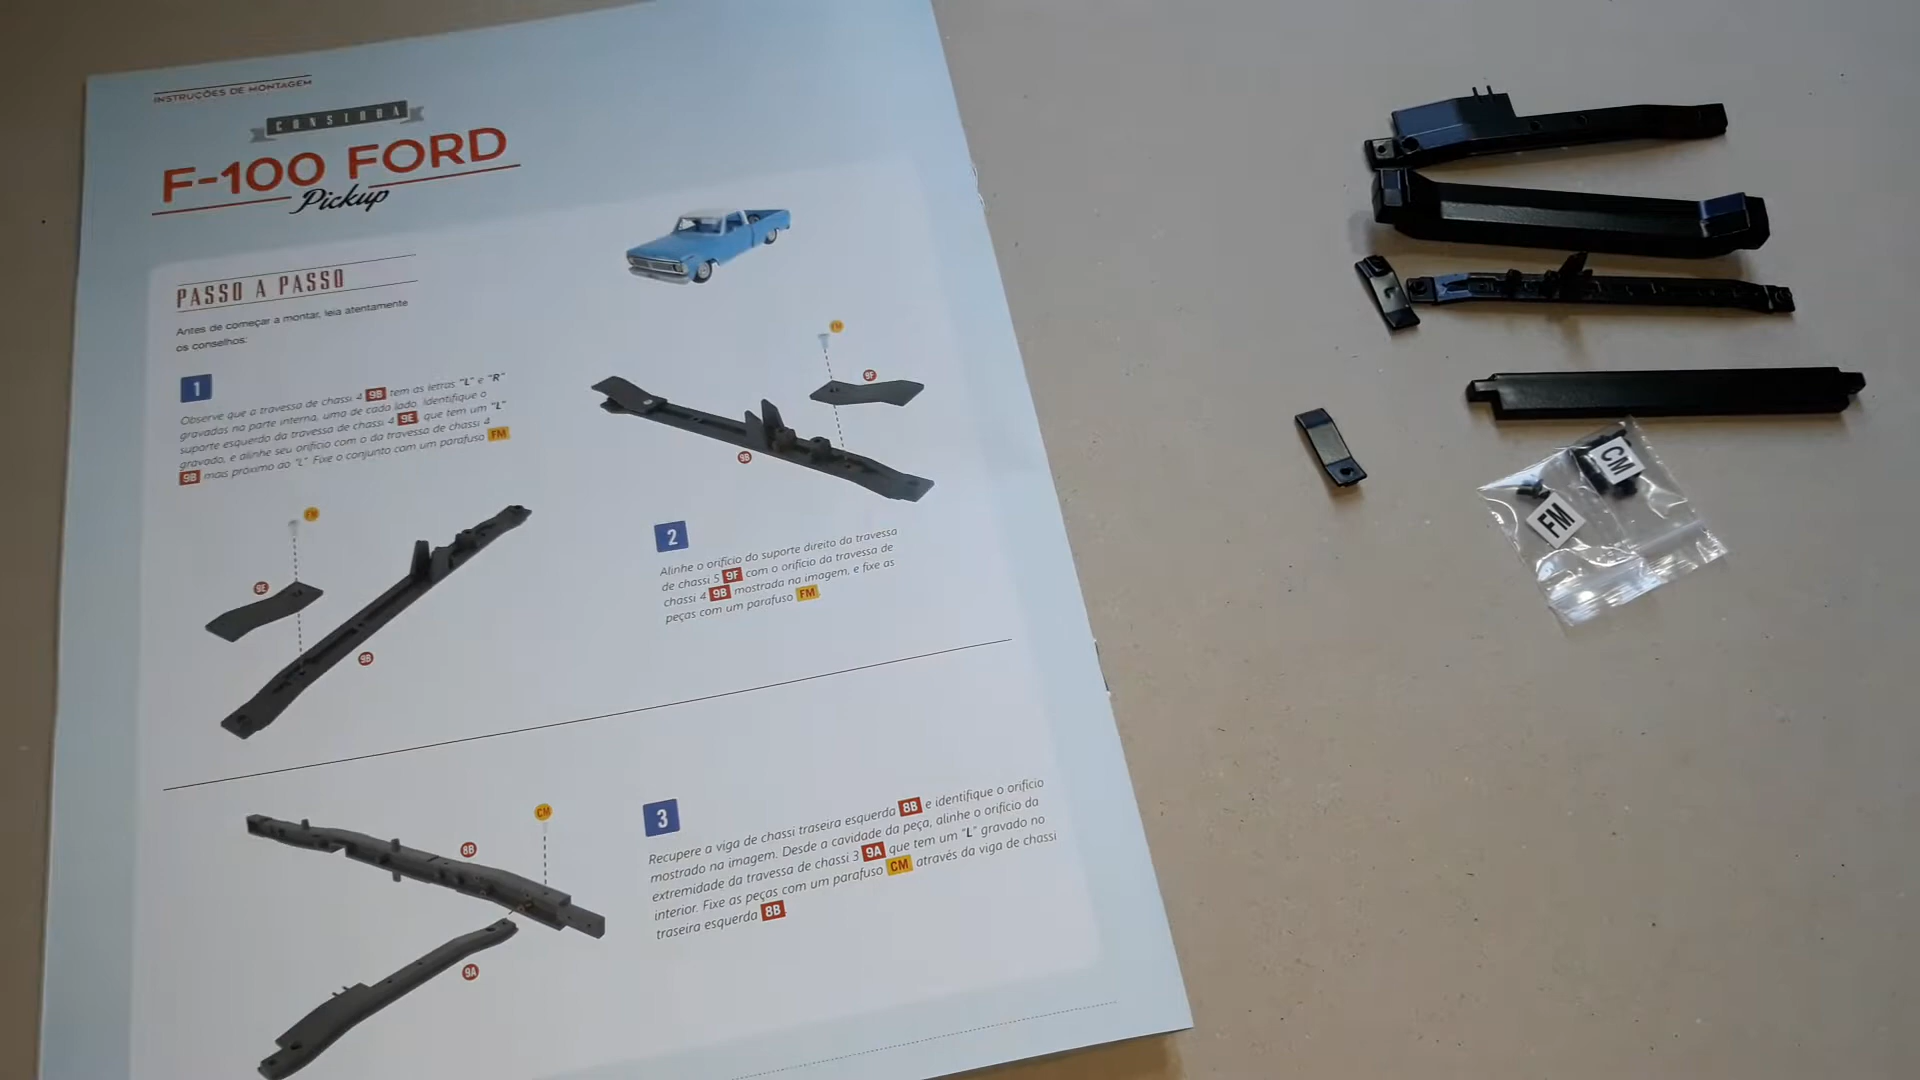 INSTRUÇÕES DE MONTAGEM
CONSTRUA
F-100 FORD
Pickup
PASSO A PASSO
Antes de começar a montar, leia atentamente
os conselhos:
1
Observe que a travessa de chassi 4 9B tem as letras "L" e "R"
gravadas na parte interna, uma de cada lado. Identifique o
suporte esquerdo da travessa de chassi 4 9E que tem um "L"
gravado, e alinhe seu orifício com o da travessa de chassi 4
9B mais próximo ao "L". Fixe o conjunto com um parafuso FM
FM
9E
9B
FM
9F
9B
2
Alinhe o orifício do suporte direito da travessa
de chassi 5 9F com o orifício da travessa de
chassi 4 9B mostrada na imagem, e fixe as
peças com um parafuso FM
CM
8B
9A
3
Recupere a viga de chassi traseira esquerda 8B e identifique o orifício
mostrado na imagem. Desde a cavidade da peça, alinhe o orifício da
extremidade da travessa de chassi 3 9A que tem um "L" gravado no
interior. Fixe as peças com um parafuso CM através da viga de chassi
traseira esquerda 8B
L
CM
FM